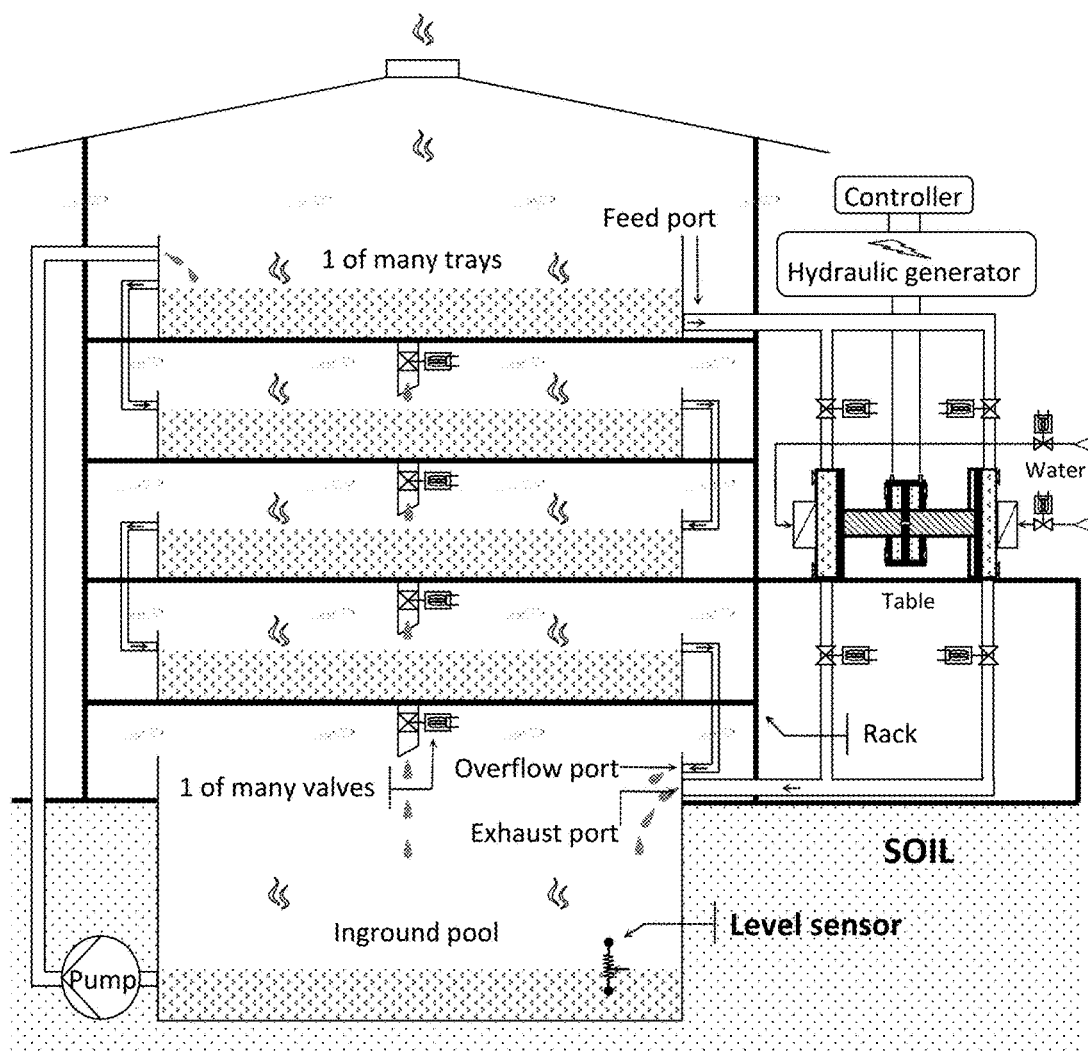 Controller
Feed port
1 of many trays
Hydraulic generator
Water
Table
Rack
Overflow port
1 of many valves
Exhaust port
SOIL
Level sensor
Inground pool
Pump